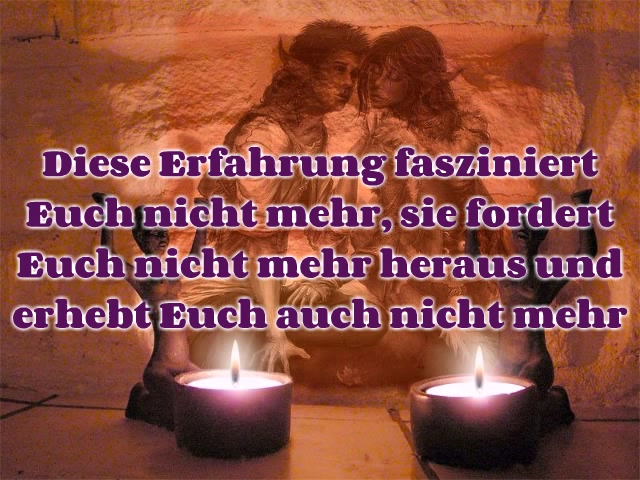 Diese Erfahrung fasziniert
Euch nicht mehr, sie fordert
Euch nicht mehr heraus und
erhebt Euch auch nicht mehr